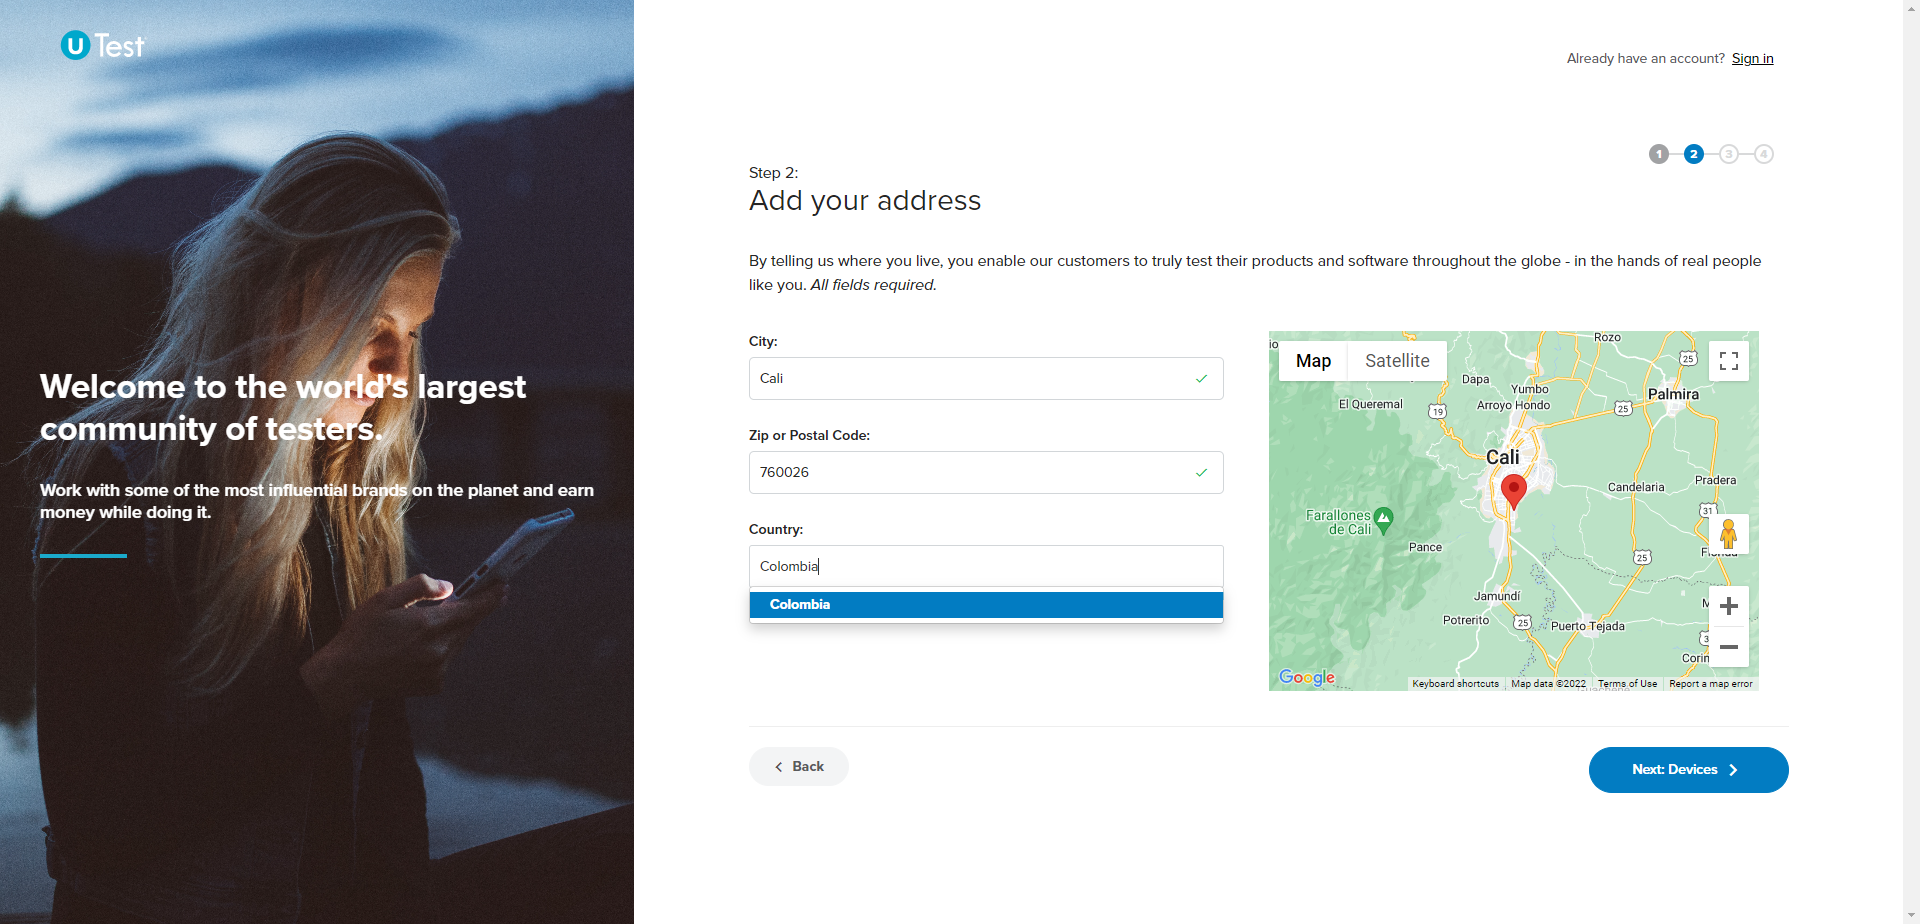 U Test
Already have an account? Sign in
1 2 3 4
Step 2:
Add your address
By telling us where you live, you enable our customers to truly test their products and software throughout the globe - in the hands of real people
like you. All fields required.
Welcome to the world's largest
community of testers.
Work with some of the most influential brands on the planet and earn
money while doing it.
City:
Cali
Zip or Postal Code:
760026
Country:
Colombia
Colombia
Map
Satellite
io
Rozo
25
Dapa
Yumbo
Palmira
El Queremal
19
Arroyo Hondo
25
Cali
Candelaria
Pradera
Farallones
de Cali
31
Pance
25
Jamundí
Potrerito
25
Puerto Tejada
Google
Keyboard shortcuts
Map data ©2022
Terms of Use
Report a map error
Back
Next: Devices